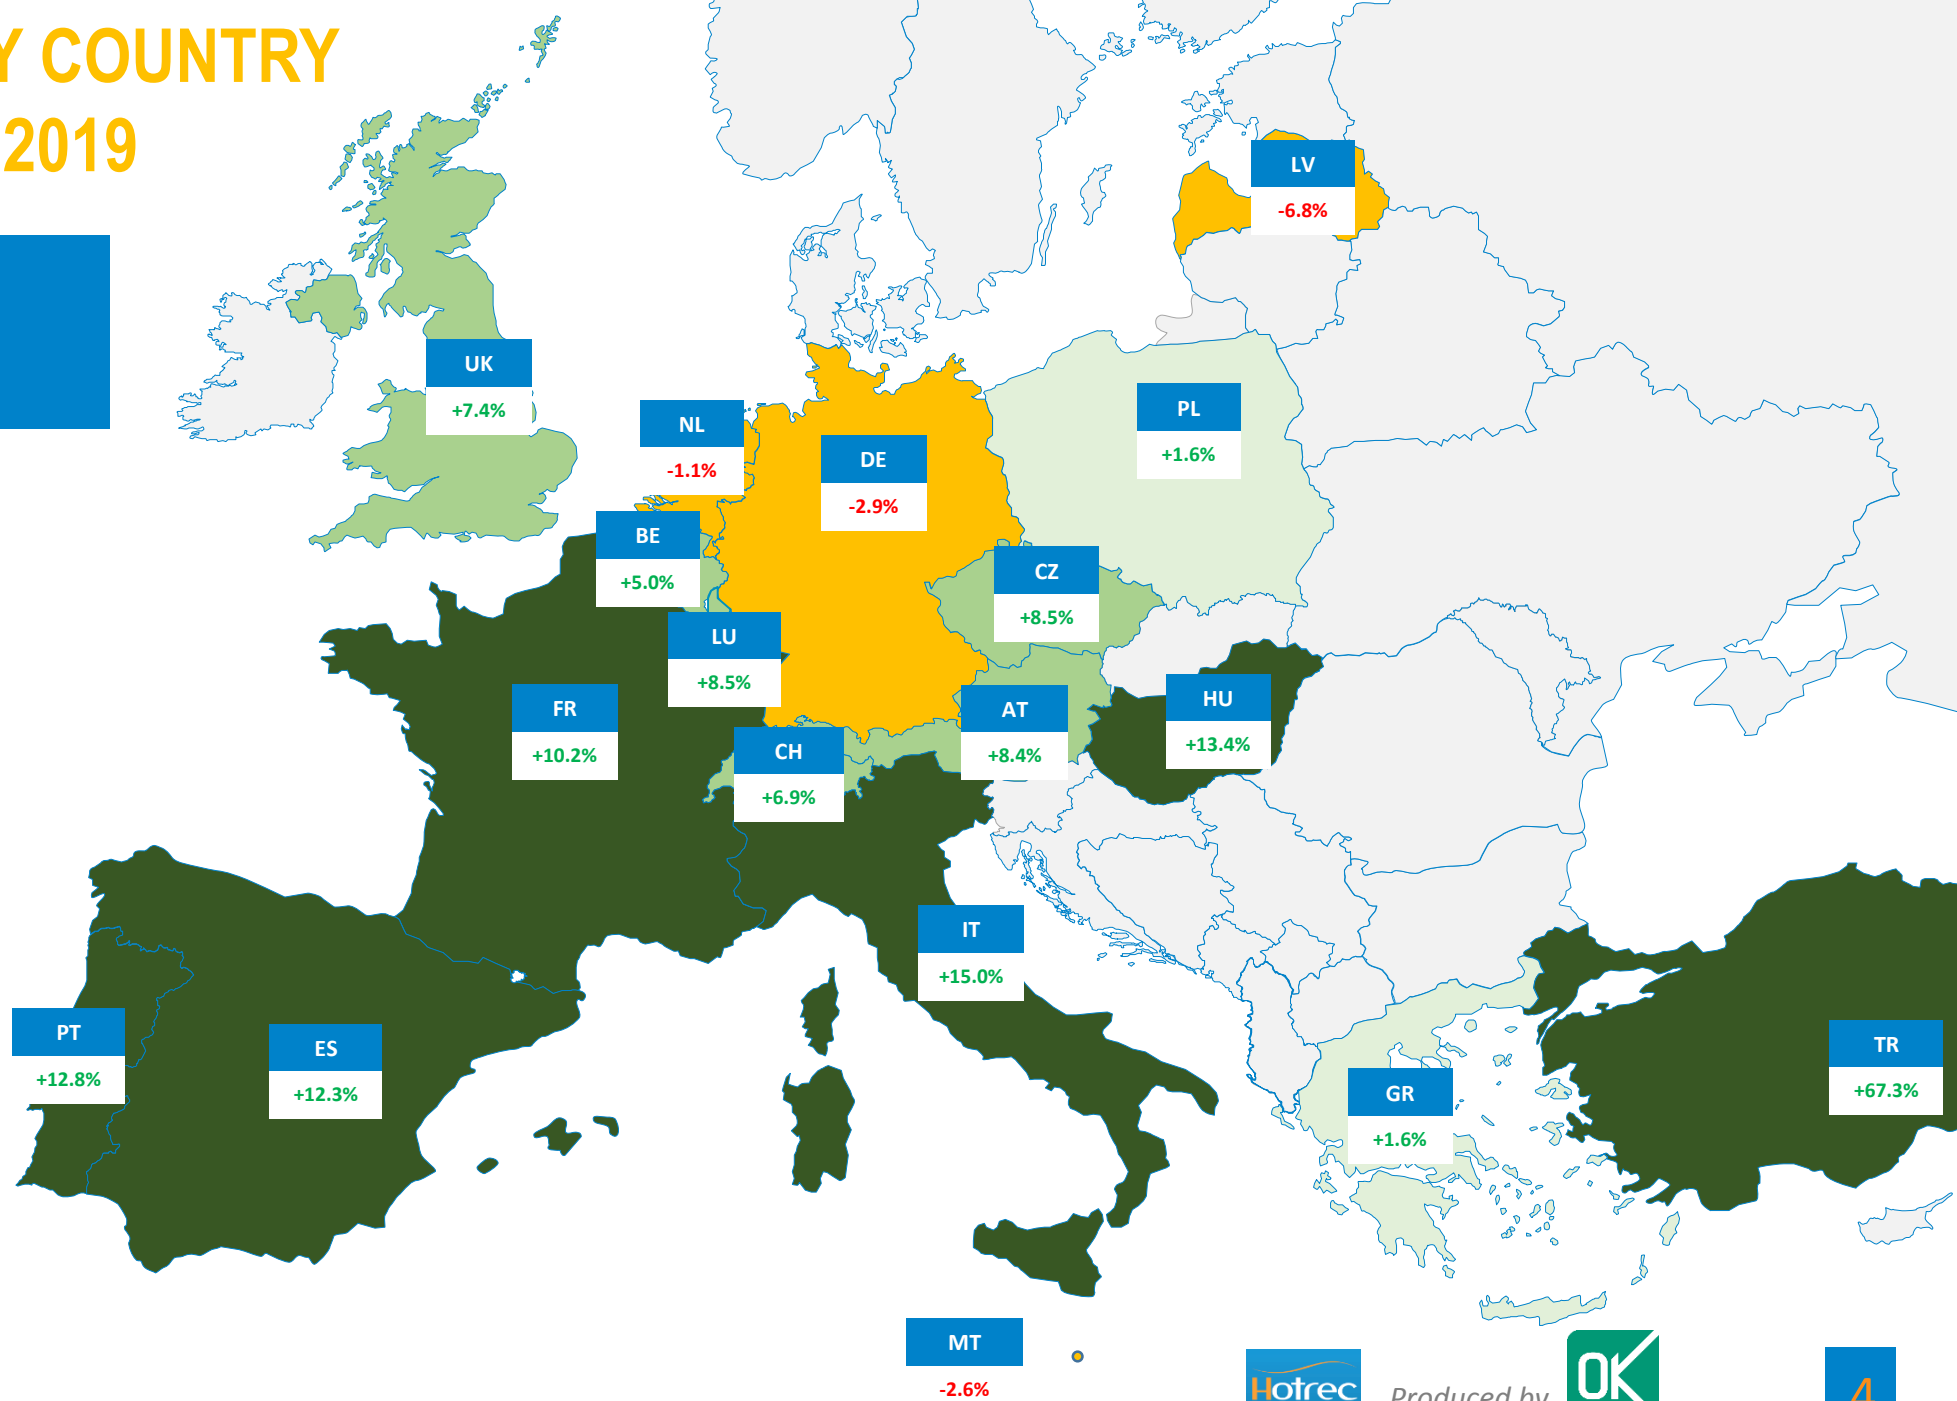 Y COUNTRY
2019
LV
-6.8%
UK
+7.4%
NL
-1.1%
DE
-2.9%
PL
+1.6%
BE
+5.0%
CZ
+8.5%
LU
+8.5%
FR
+10.2%
CH
+6.9%
AT
+8.4%
HU
+13.4%
IT
+15.0%
PT
+12.8%
ES
+12.3%
GR
+1.6%
TR
+67.3%
MT
-2.6%
Hotrec
Produced by
OK
4